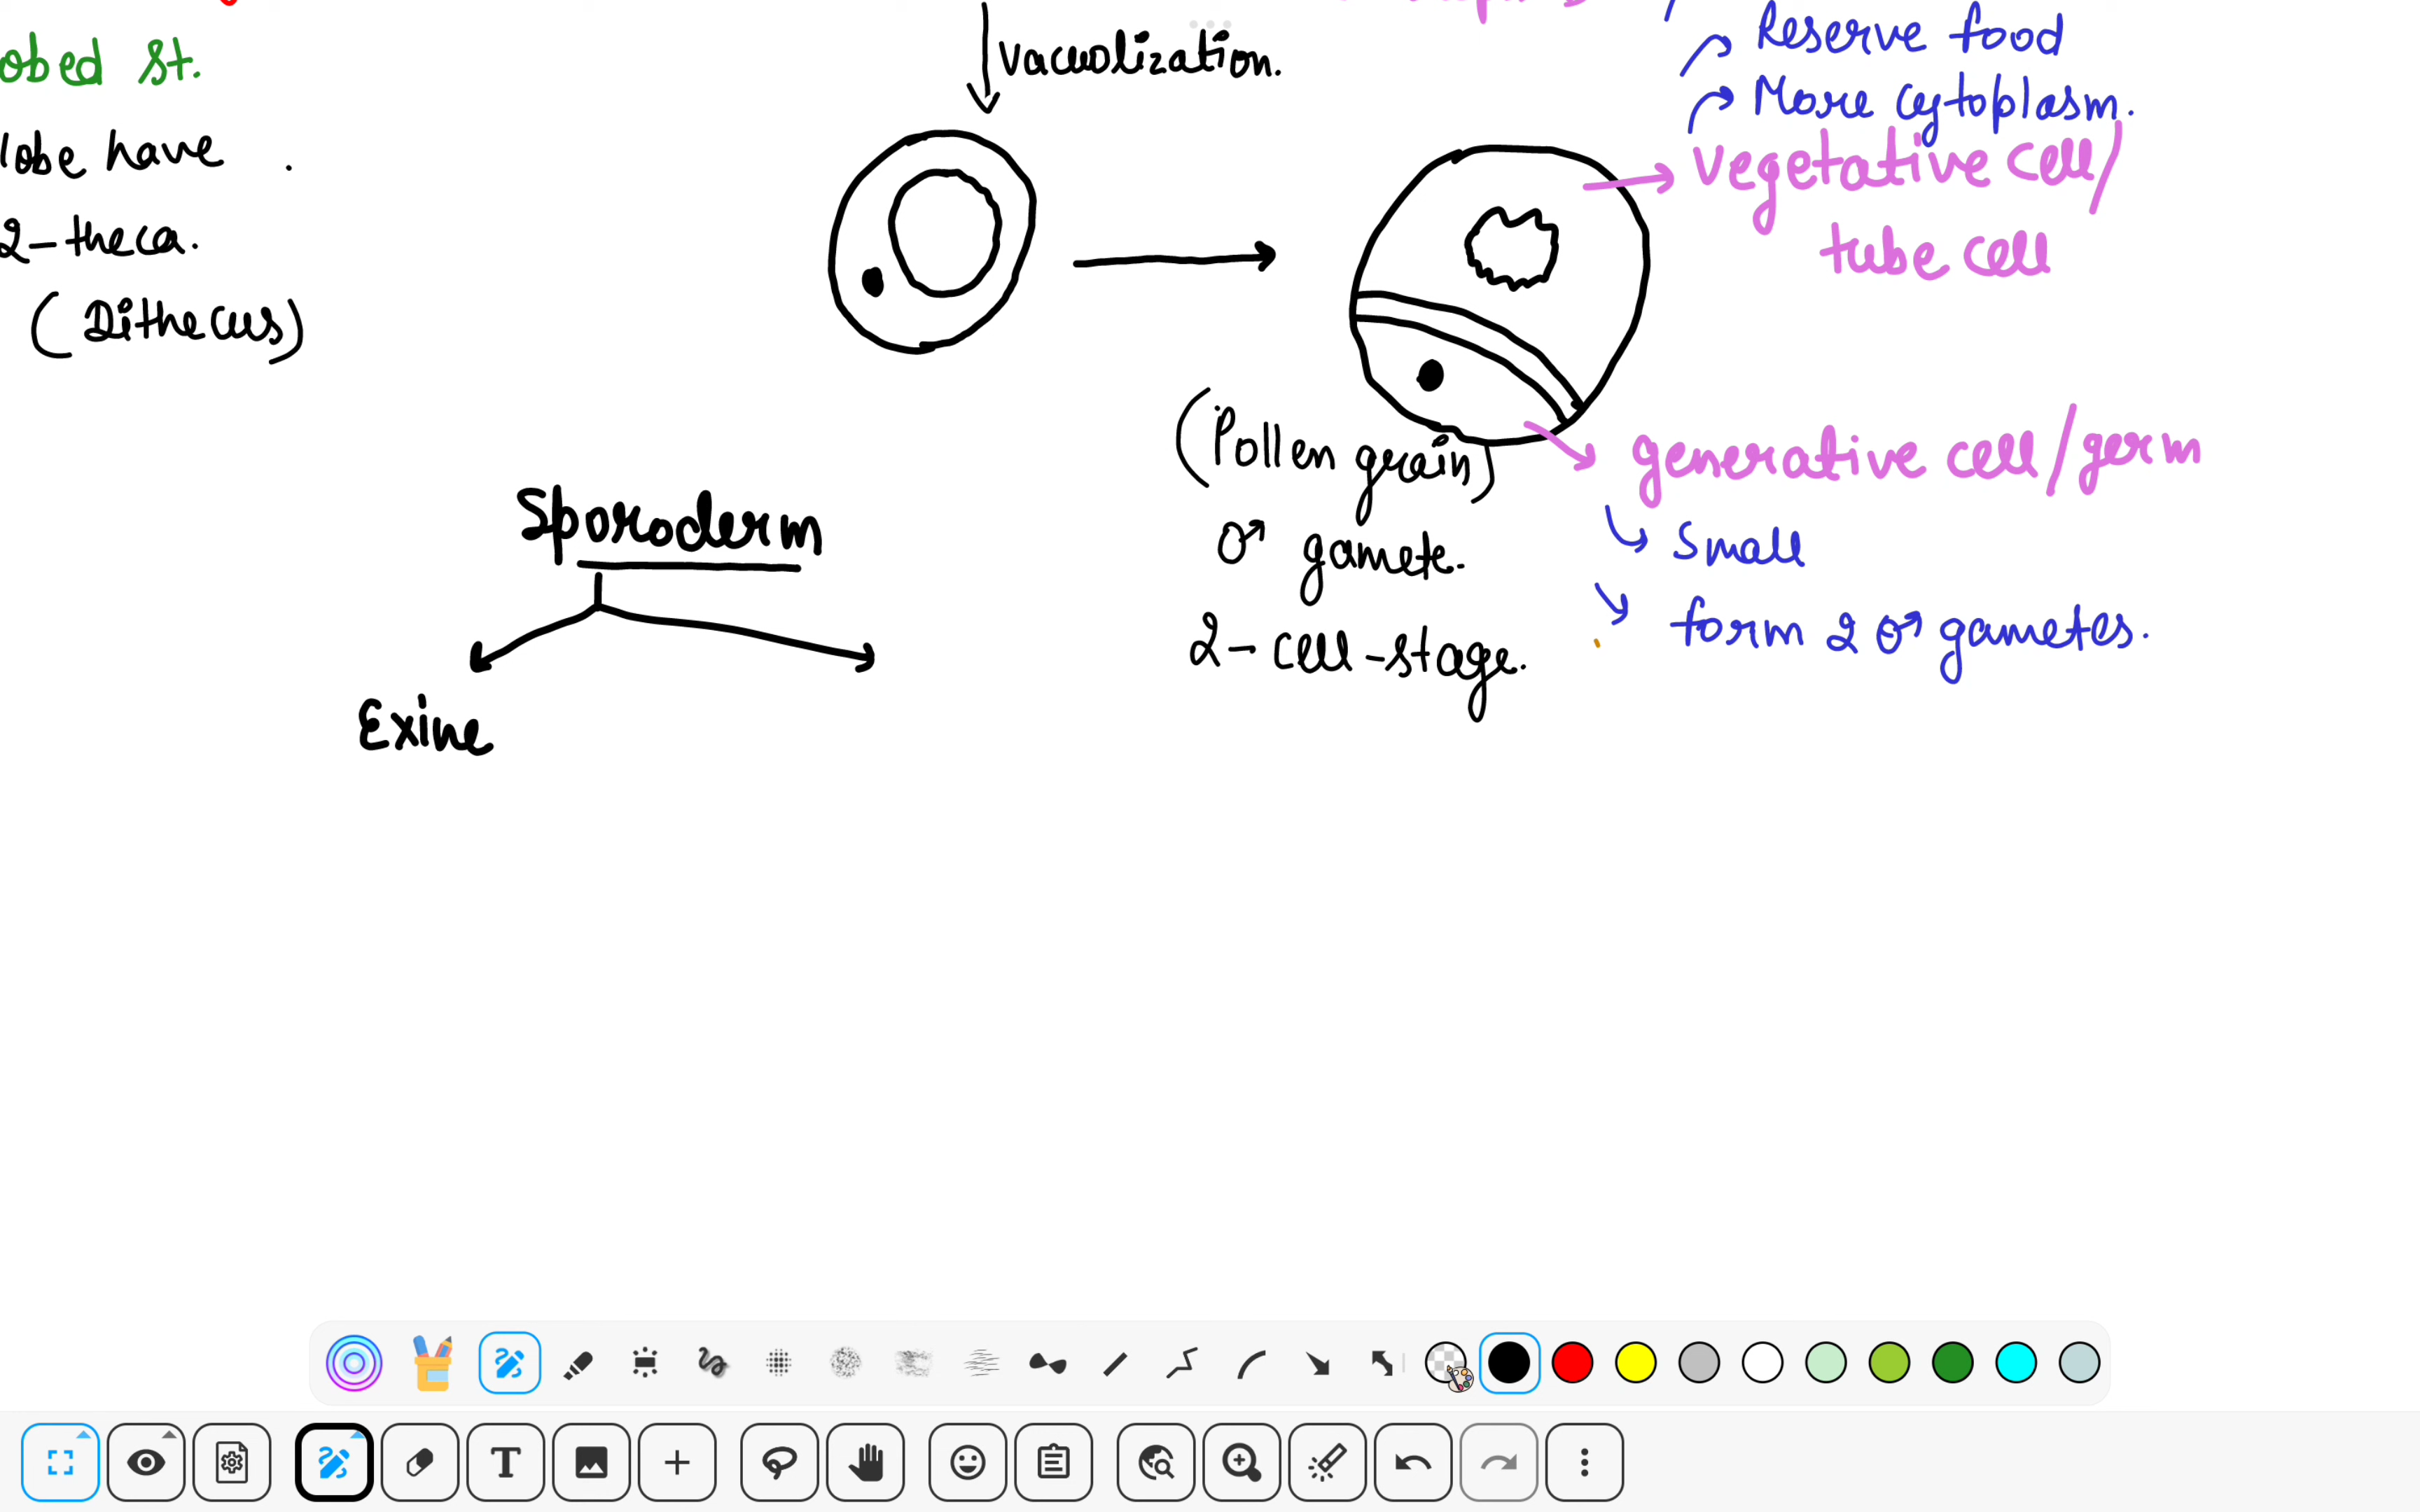 obed St.
lobe have .
2-theca.
(Dithecus)
vacuolization.
Reserve food
More cytoplasm.
vegetative cell/
tube cell
(Pollen grain)
♂ gamete.
2-cell-stage.
generative cell/germ
small
form 2 ♂ gametes.
Sporoderm
Exine
T